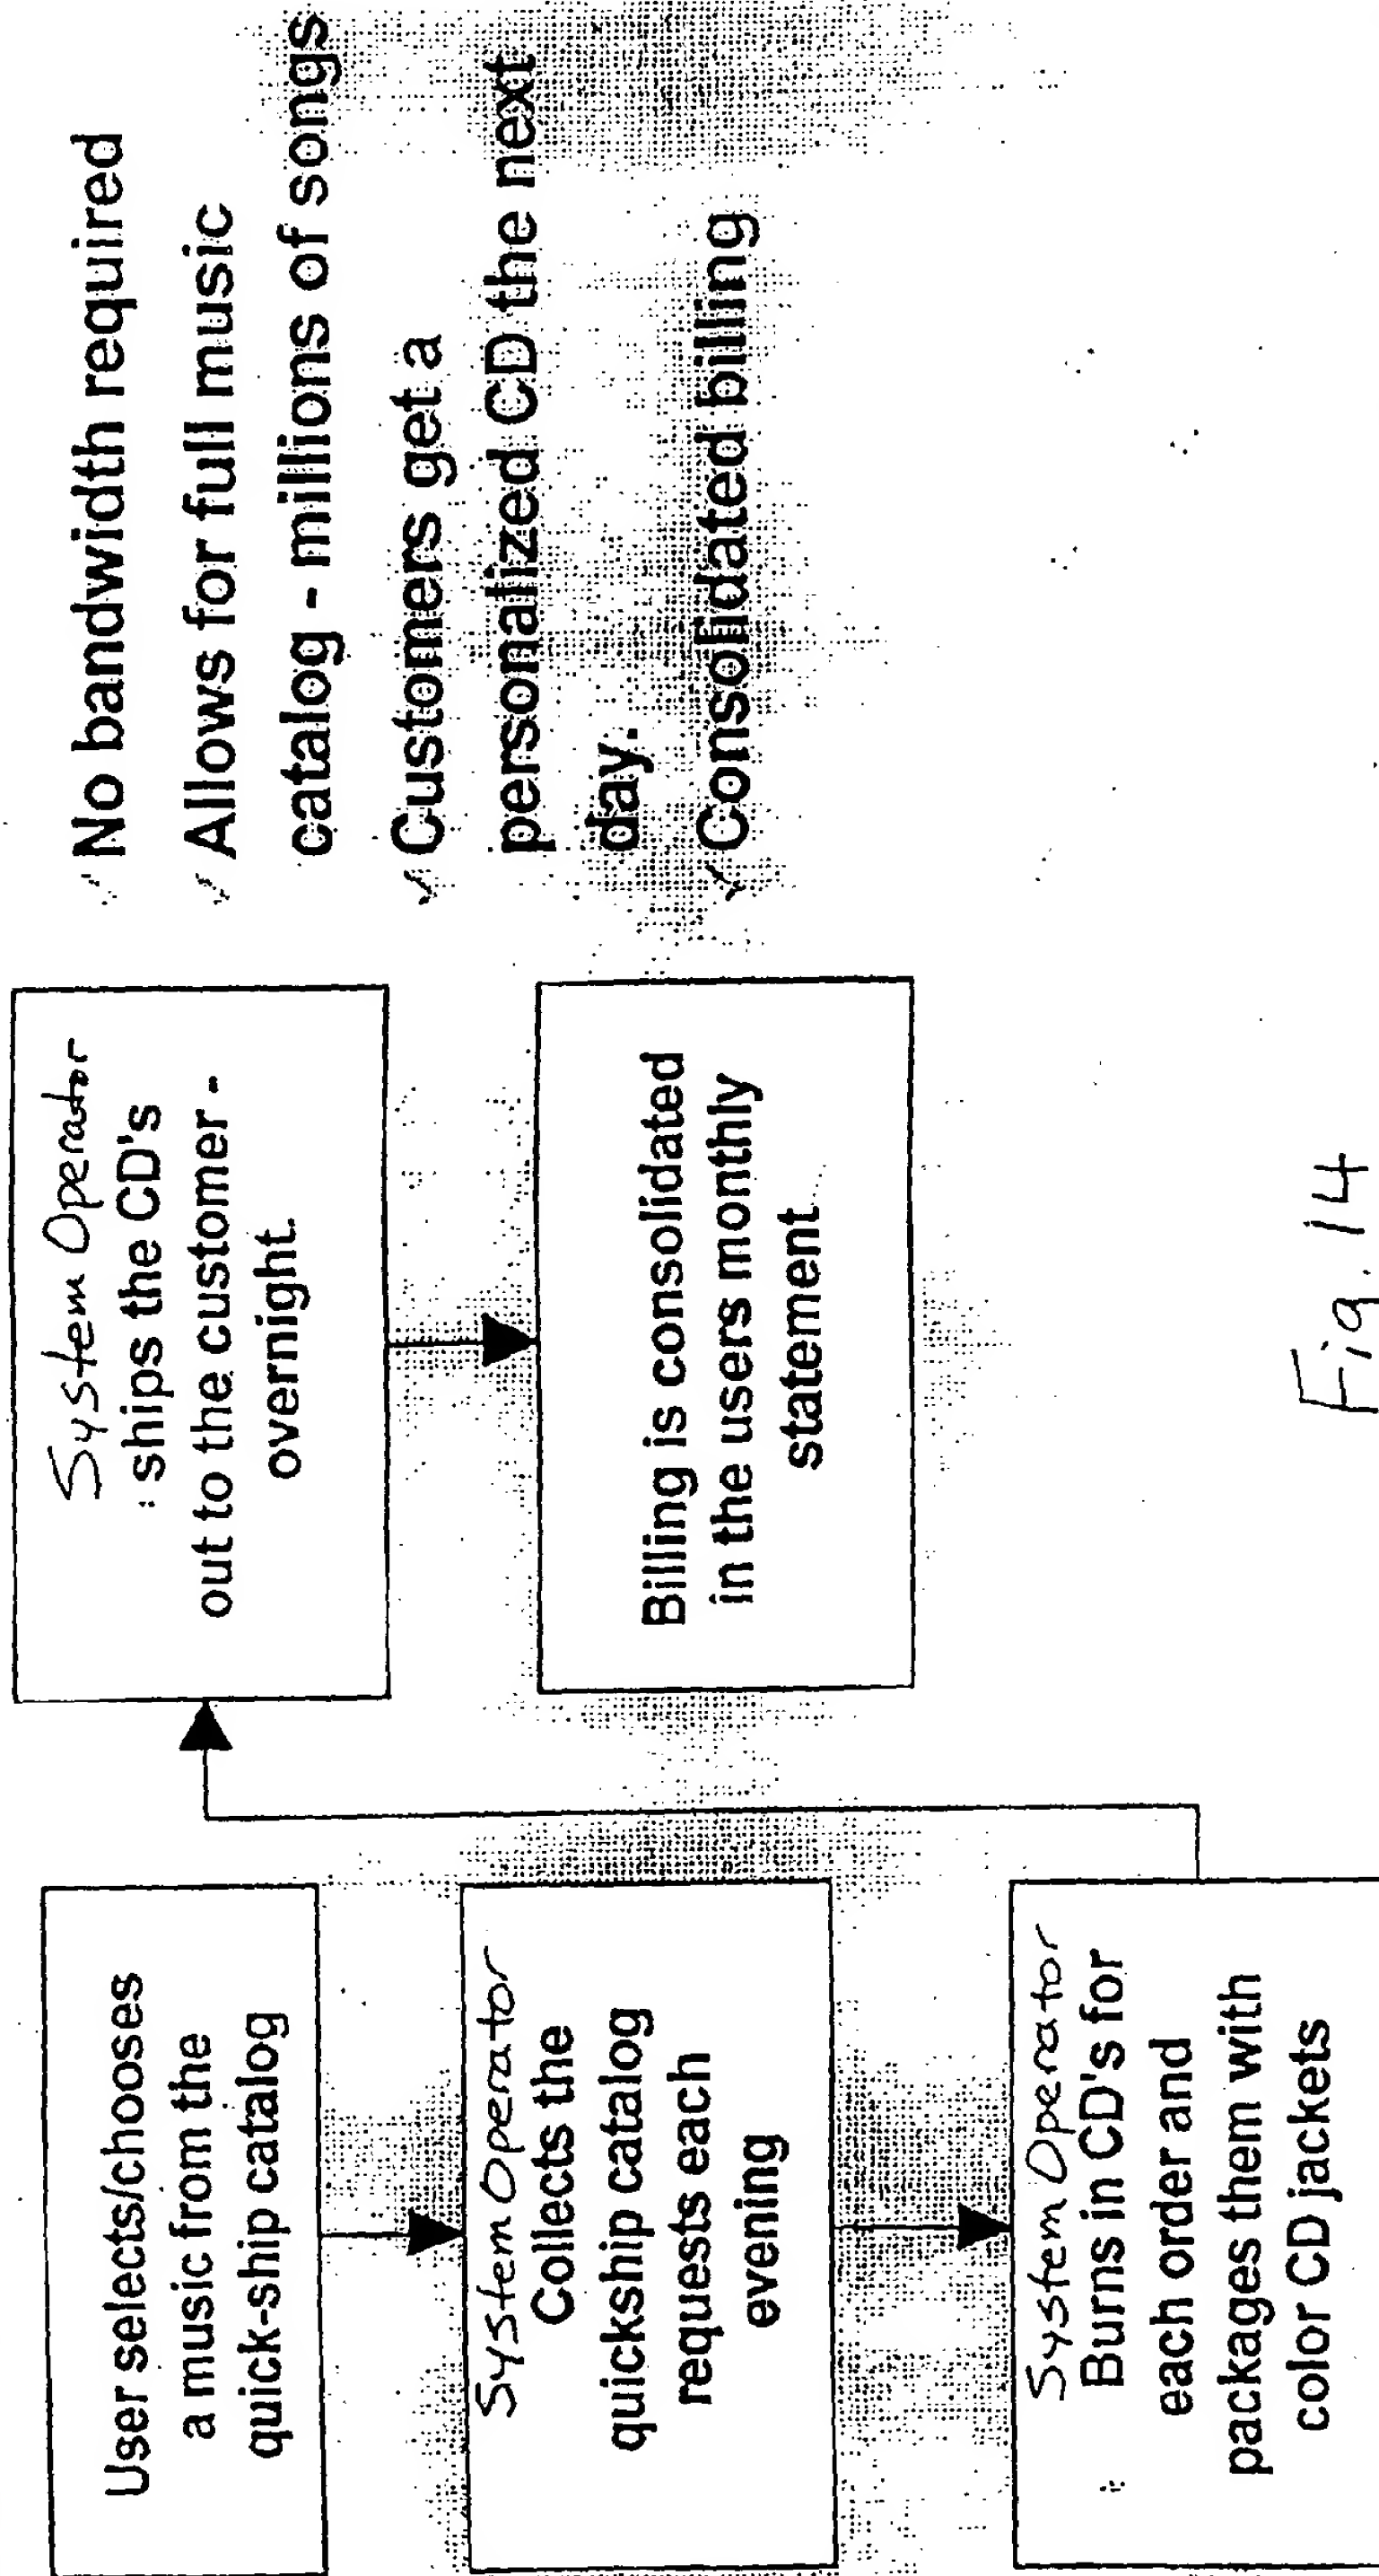 User selects/chooses
a music from the
quick-ship catalog
System Operator
Collects the
quickship catalog
requests each
evening
System Operator
Burns in CD's for
each order and
packages them with
color CD jackets
System Operator
ships the CD's
out to the customer -
overnight.
Billing is consolidated
in the users monthly
statement.
✓ No bandwidth required
✓ Allows for full music
catalog - millions of songs
✓ Customers get a
personalized CD the next
day.
✓ Consolidated billing
Fig. 14